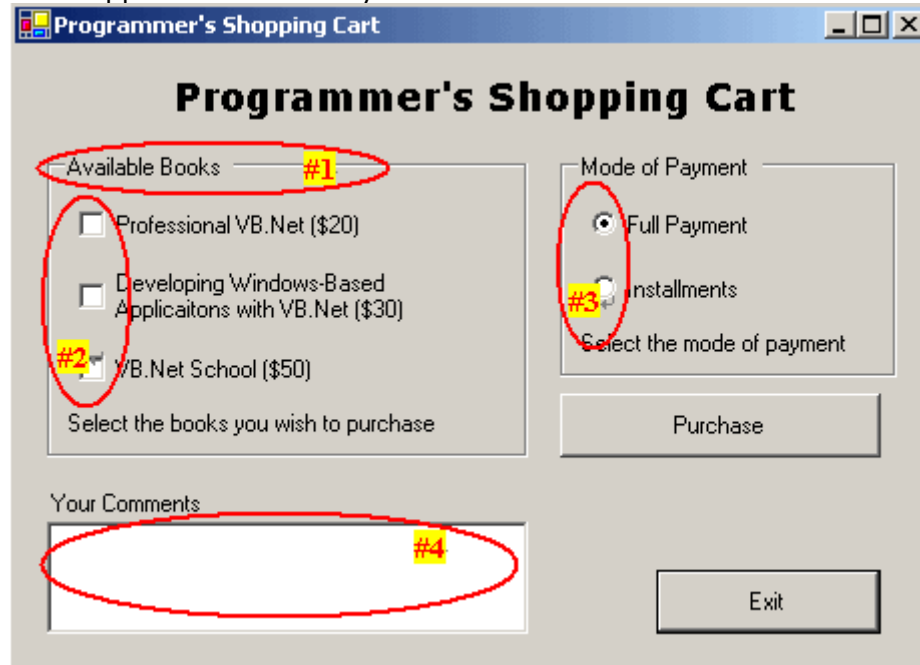 Programmer's Shopping Cart
Programmer's Shopping Cart
Available Books #1
Professional VB.Net ($20)
Developing Windows-Based
Applicaitons with VB.Net ($30)
#2 VB.Net School ($50)
Select the books you wish to purchase
Mode of Payment
Full Payment
#3 Installments
Select the mode of payment
Purchase
Your Comments
#4
Exit